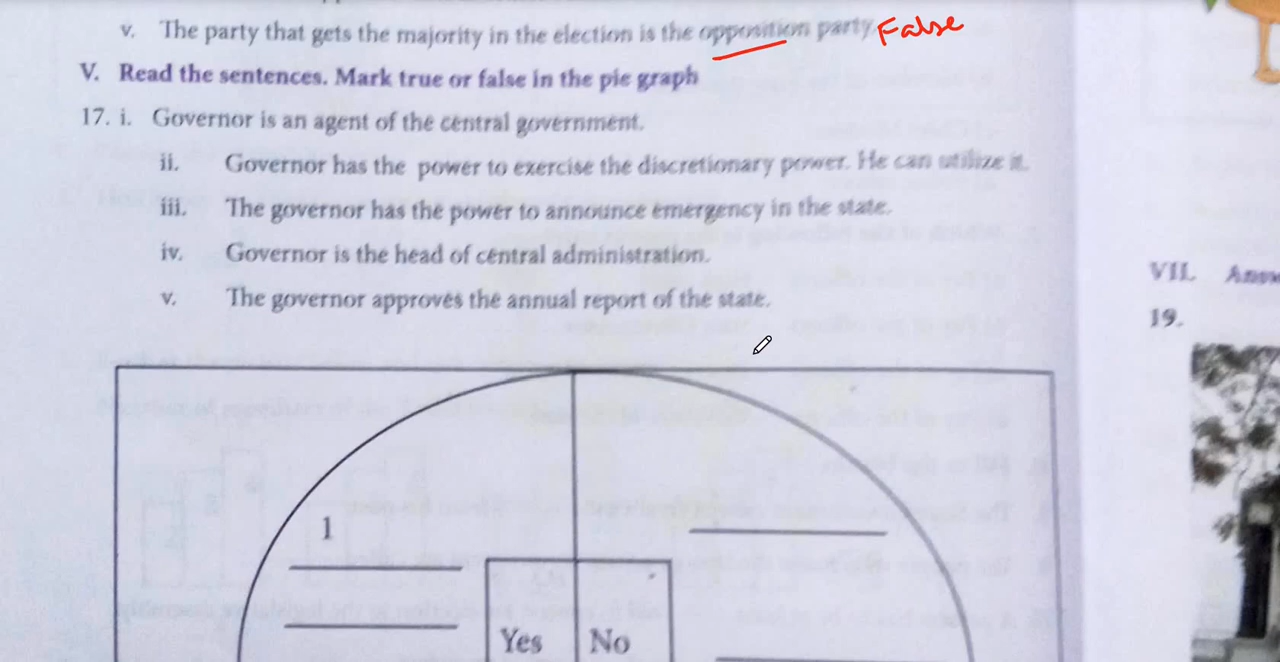 v. The party that gets the majority in the election is the opposition party. False
V. Read the sentences. Mark true or false in the pie graph
17. i. Governor is an agent of the central government.
ii. Governor has the power to exercise the discretionary power. He can utilize it.
iii. The governor has the power to announce emergency in the state.
iv. Governor is the head of central administration.
v. The governor approves the annual report of the state.
VII.
19.
1
Yes No